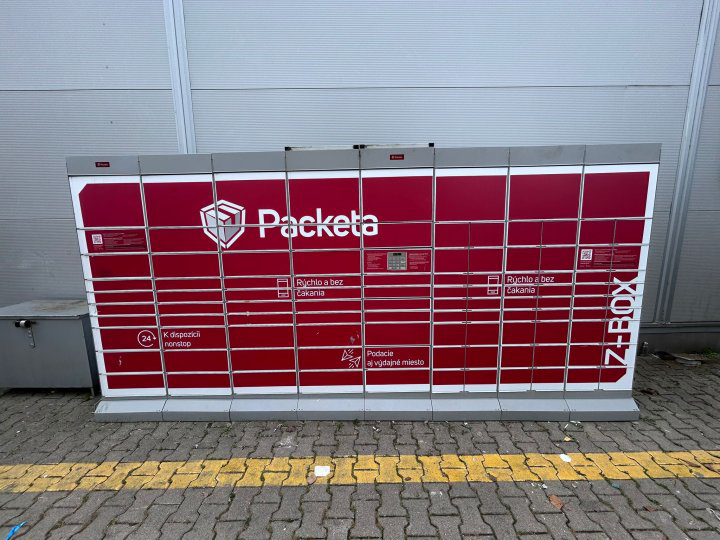 Packeta
Rýchlo a bez
čakania
Rýchlo a bez
čakania
24
K dispozícii
nonstop
Podacie
aj výdajné miesto
Z-BOX